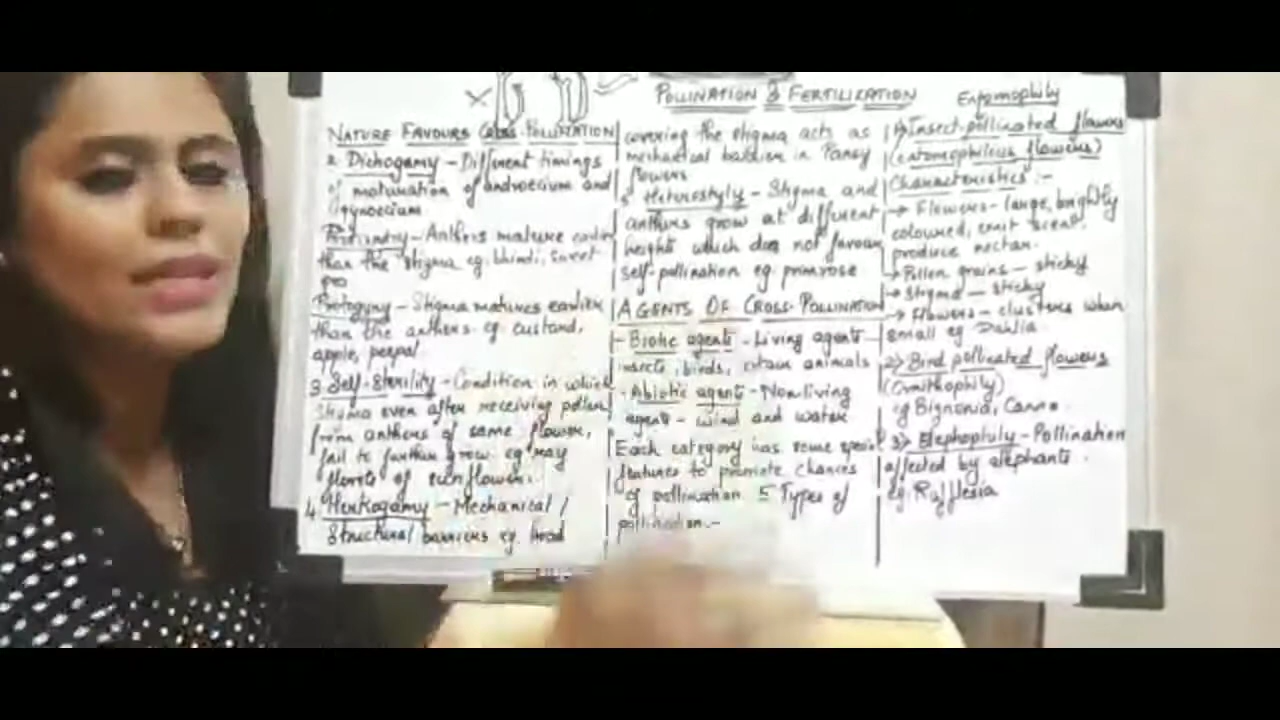 POLLINATION & FERTILIZATION
Entomophily
NATURE FAVOURS CROSS-POLLINATION
2. Dichogamy - Different timings
of maturation of androecium and
gynoecium
Protandry - Anthers mature earlier
than the stigma eg. bhindi, sweet
pea
Protogyny - Stigma matures earlier
than the anthers eg custard,
apple, peepal
3 Self-Sterility - Condition in which
stigma even after receiving pollen
from anthers of same flower,
fail to further grow. eg ray
florets of sunflower.
4. Herkogamy - Mechanical /
Structural barriers eg. hood
covering the stigma acts as
mechanical barrier in Pansy
flowers
5 Heterostyly - Stigma and
anthers grow at different
heights which does not favour
self-pollination eg primrose
AGENTS OF CROSS-POLLINATION
- Biotic agents - Living agents -
insects, birds, certain animals
- Abiotic agents - Non-living
agents - wind and water
Each category has some special
features to promote chances
of pollination. 5 Types of
pollination:-
1> Insect-pollinated flowers
(entomophilous flowers)
Characteristics :-
→ Flowers - large, brightly
coloured, emit scent,
produce nectar.
→ Pollen grains - sticky
→ Stigma - sticky
→ Flowers - clusters when
small eg Dahlia
2> Bird pollinated flowers
(Ornithophily)
eg Bignonia, Canna.
3> Elephophily - Pollination
affected by elephants.
eg. Rafflesia